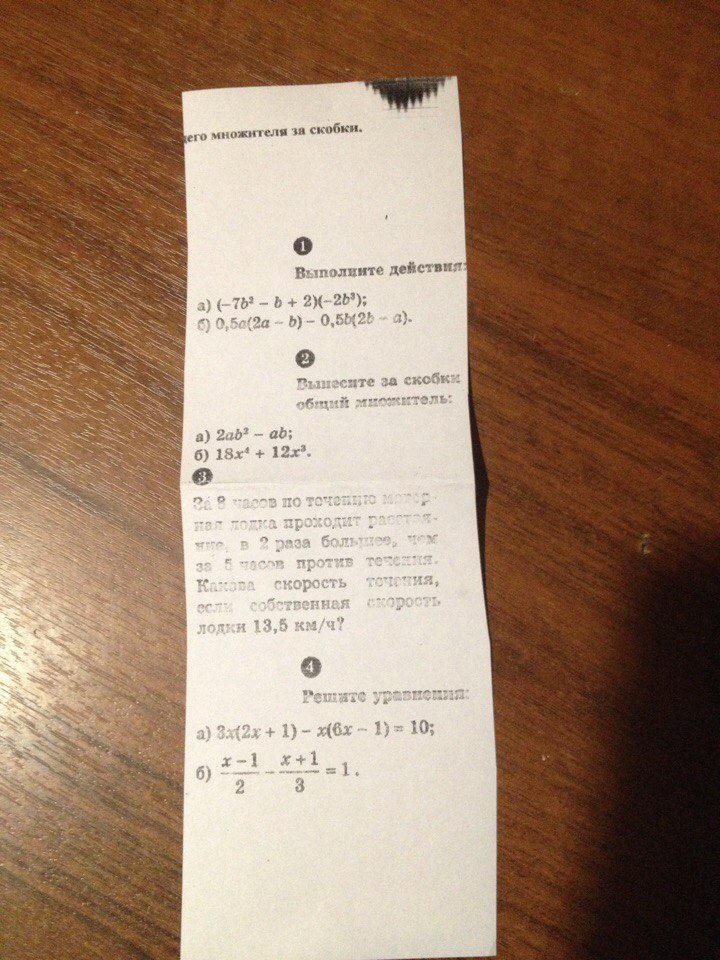 щего множителя за скобки.
1
Выполните действия:
а) (−7b² − b + 2)(−2b³);
б) 0,5a(2a − b) − 0,5b(2b − a).
2
Вынесите за скобки
общий множитель:
а) 2ab² − ab;
б) 18x⁴ + 12x³.
3
За 8 часов по течению мотор-
ная лодка проходит расстоя-
ние, в 2 раза большее, чем
за 5 часов против течения.
Какова скорость течения,
если собственная скорость
лодки 13,5 км/ч?
4
Решите уравнения:
а) 3x(2x + 1) − x(6x − 1) = 10;
б) (x − 1)/2 − (x + 1)/3 = 1.